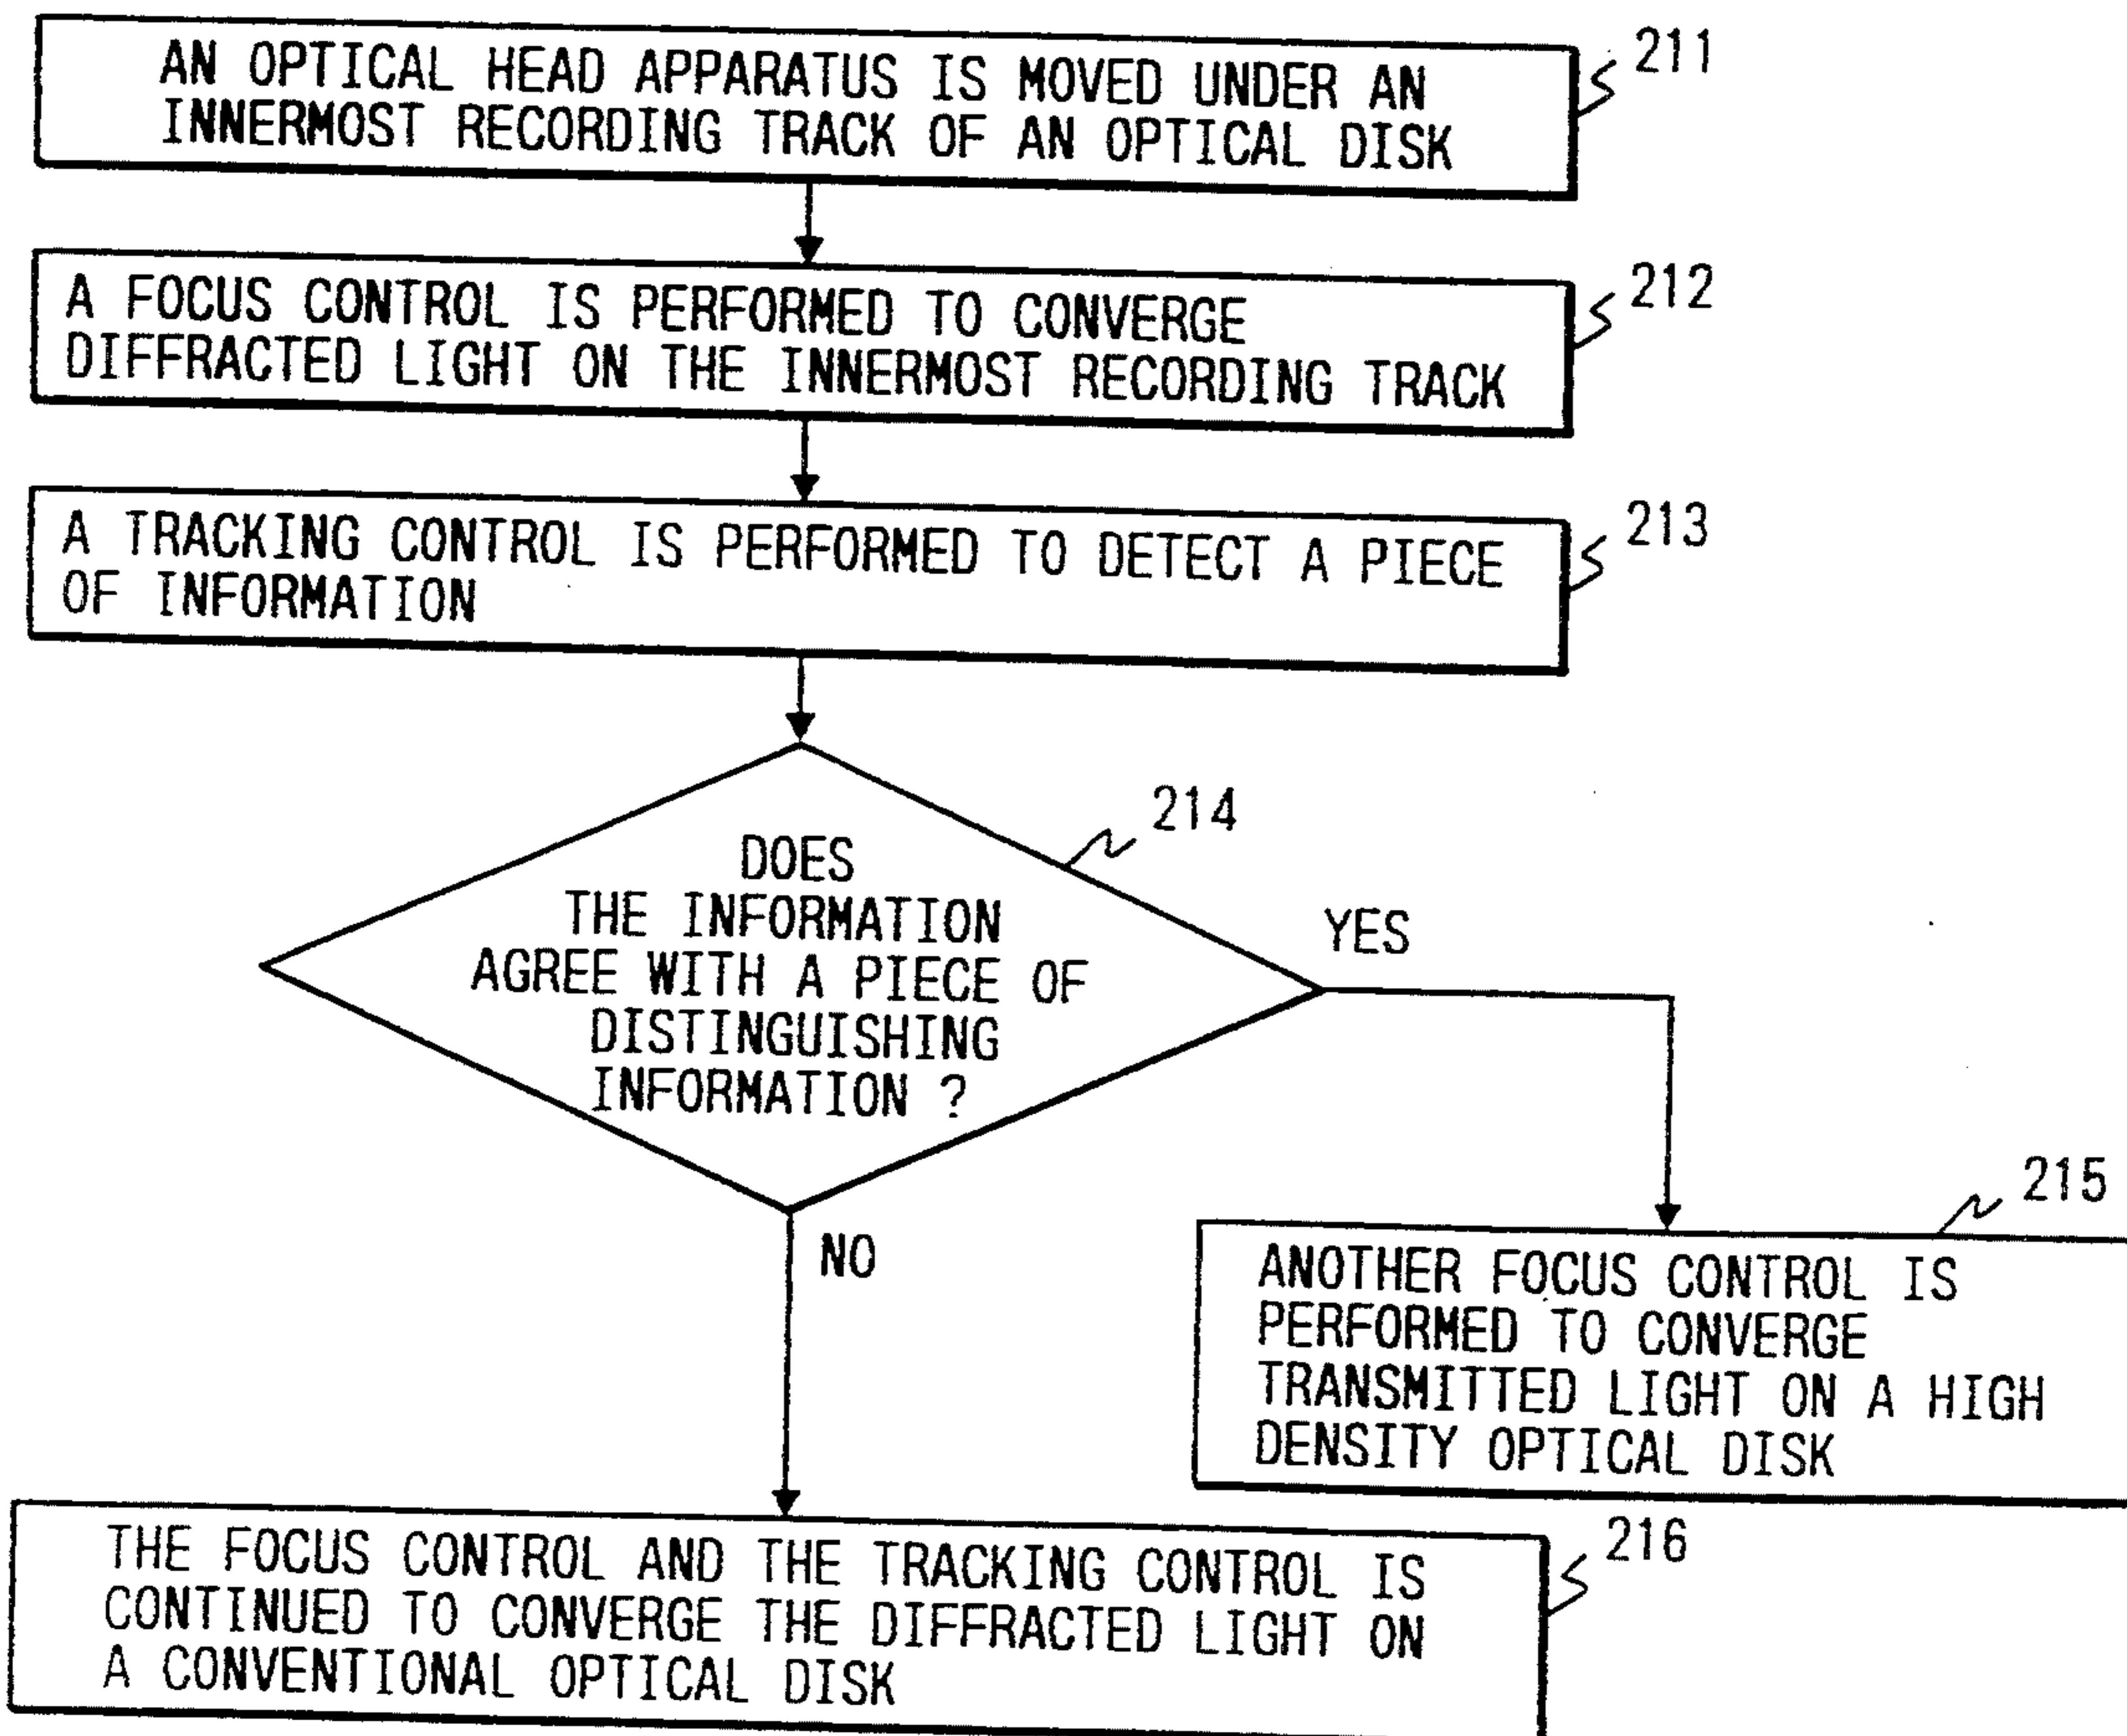 AN OPTICAL HEAD APPARATUS IS MOVED UNDER AN
INNERMOST RECORDING TRACK OF AN OPTICAL DISK
211
A FOCUS CONTROL IS PERFORMED TO CONVERGE
DIFFRACTED LIGHT ON THE INNERMOST RECORDING TRACK
212
A TRACKING CONTROL IS PERFORMED TO DETECT A PIECE
OF INFORMATION
213
214
DOES
THE INFORMATION
AGREE WITH A PIECE OF
DISTINGUISHING
INFORMATION ?
YES
NO
215
ANOTHER FOCUS CONTROL IS
PERFORMED TO CONVERGE
TRANSMITTED LIGHT ON A HIGH
DENSITY OPTICAL DISK
216
THE FOCUS CONTROL AND THE TRACKING CONTROL IS
CONTINUED TO CONVERGE THE DIFFRACTED LIGHT ON
A CONVENTIONAL OPTICAL DISK